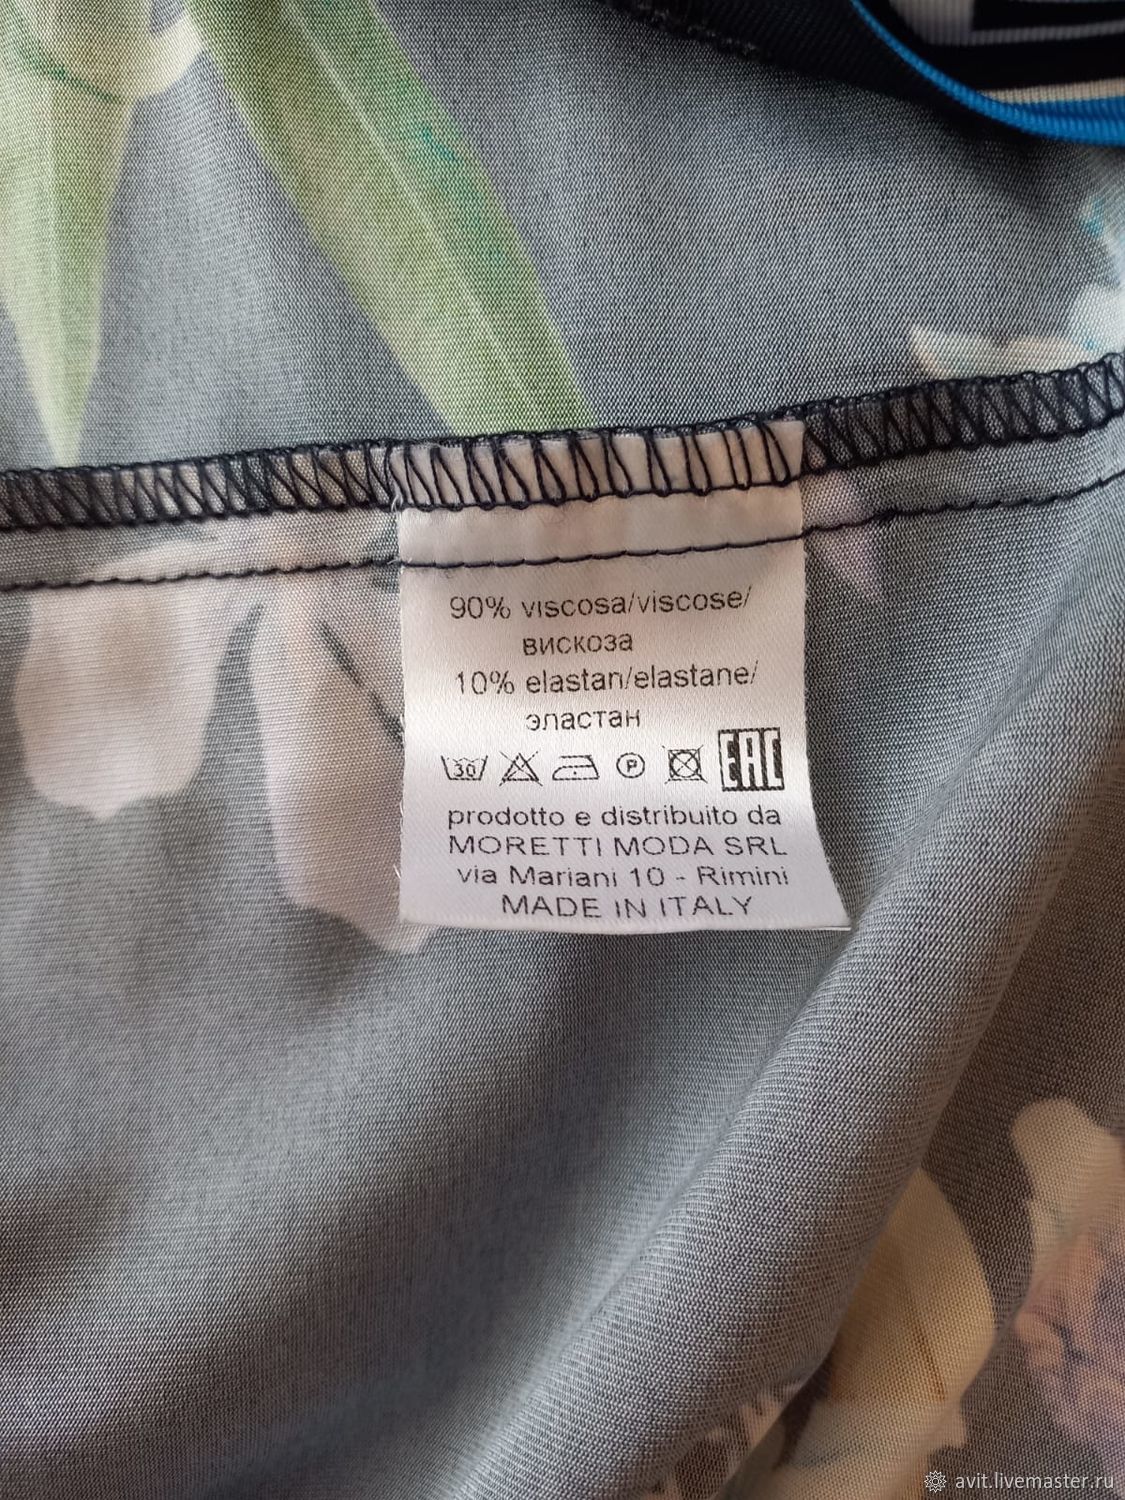 90% viscosa/viscose/
вискоза
10% elastan/elastane/
эластан
30 P EAC
prodotto e distribuito da
MORETTI MODA SRL
via Mariani 10 - Rimini
MADE IN ITALY
avit.livemaster.ru